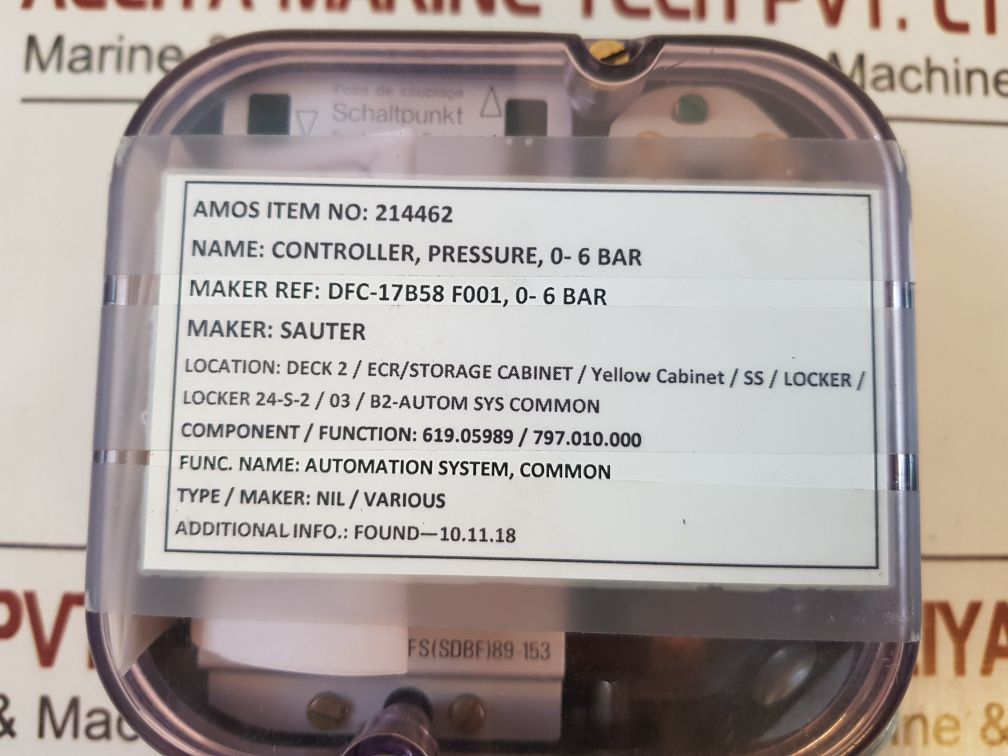 MARINE TECH PVT.
Marine &
Machine
Point de couplage
Schaltpunkt
AMOS ITEM NO: 214462
NAME: CONTROLLER, PRESSURE, 0- 6 BAR
MAKER REF: DFC-17B58 F001, 0- 6 BAR
MAKER: SAUTER
LOCATION: DECK 2 / ECR/STORAGE CABINET / Yellow Cabinet / SS / LOCKER /
LOCKER 24-S-2 / 03 / B2-AUTOM SYS COMMON
COMPONENT / FUNCTION: 619.05989 / 797.010.000
FUNC. NAME: AUTOMATION SYSTEM, COMMON
TYPE / MAKER: NIL / VARIOUS
ADDITIONAL INFO.: FOUND—10.11.18
FS(SDBF)89-153